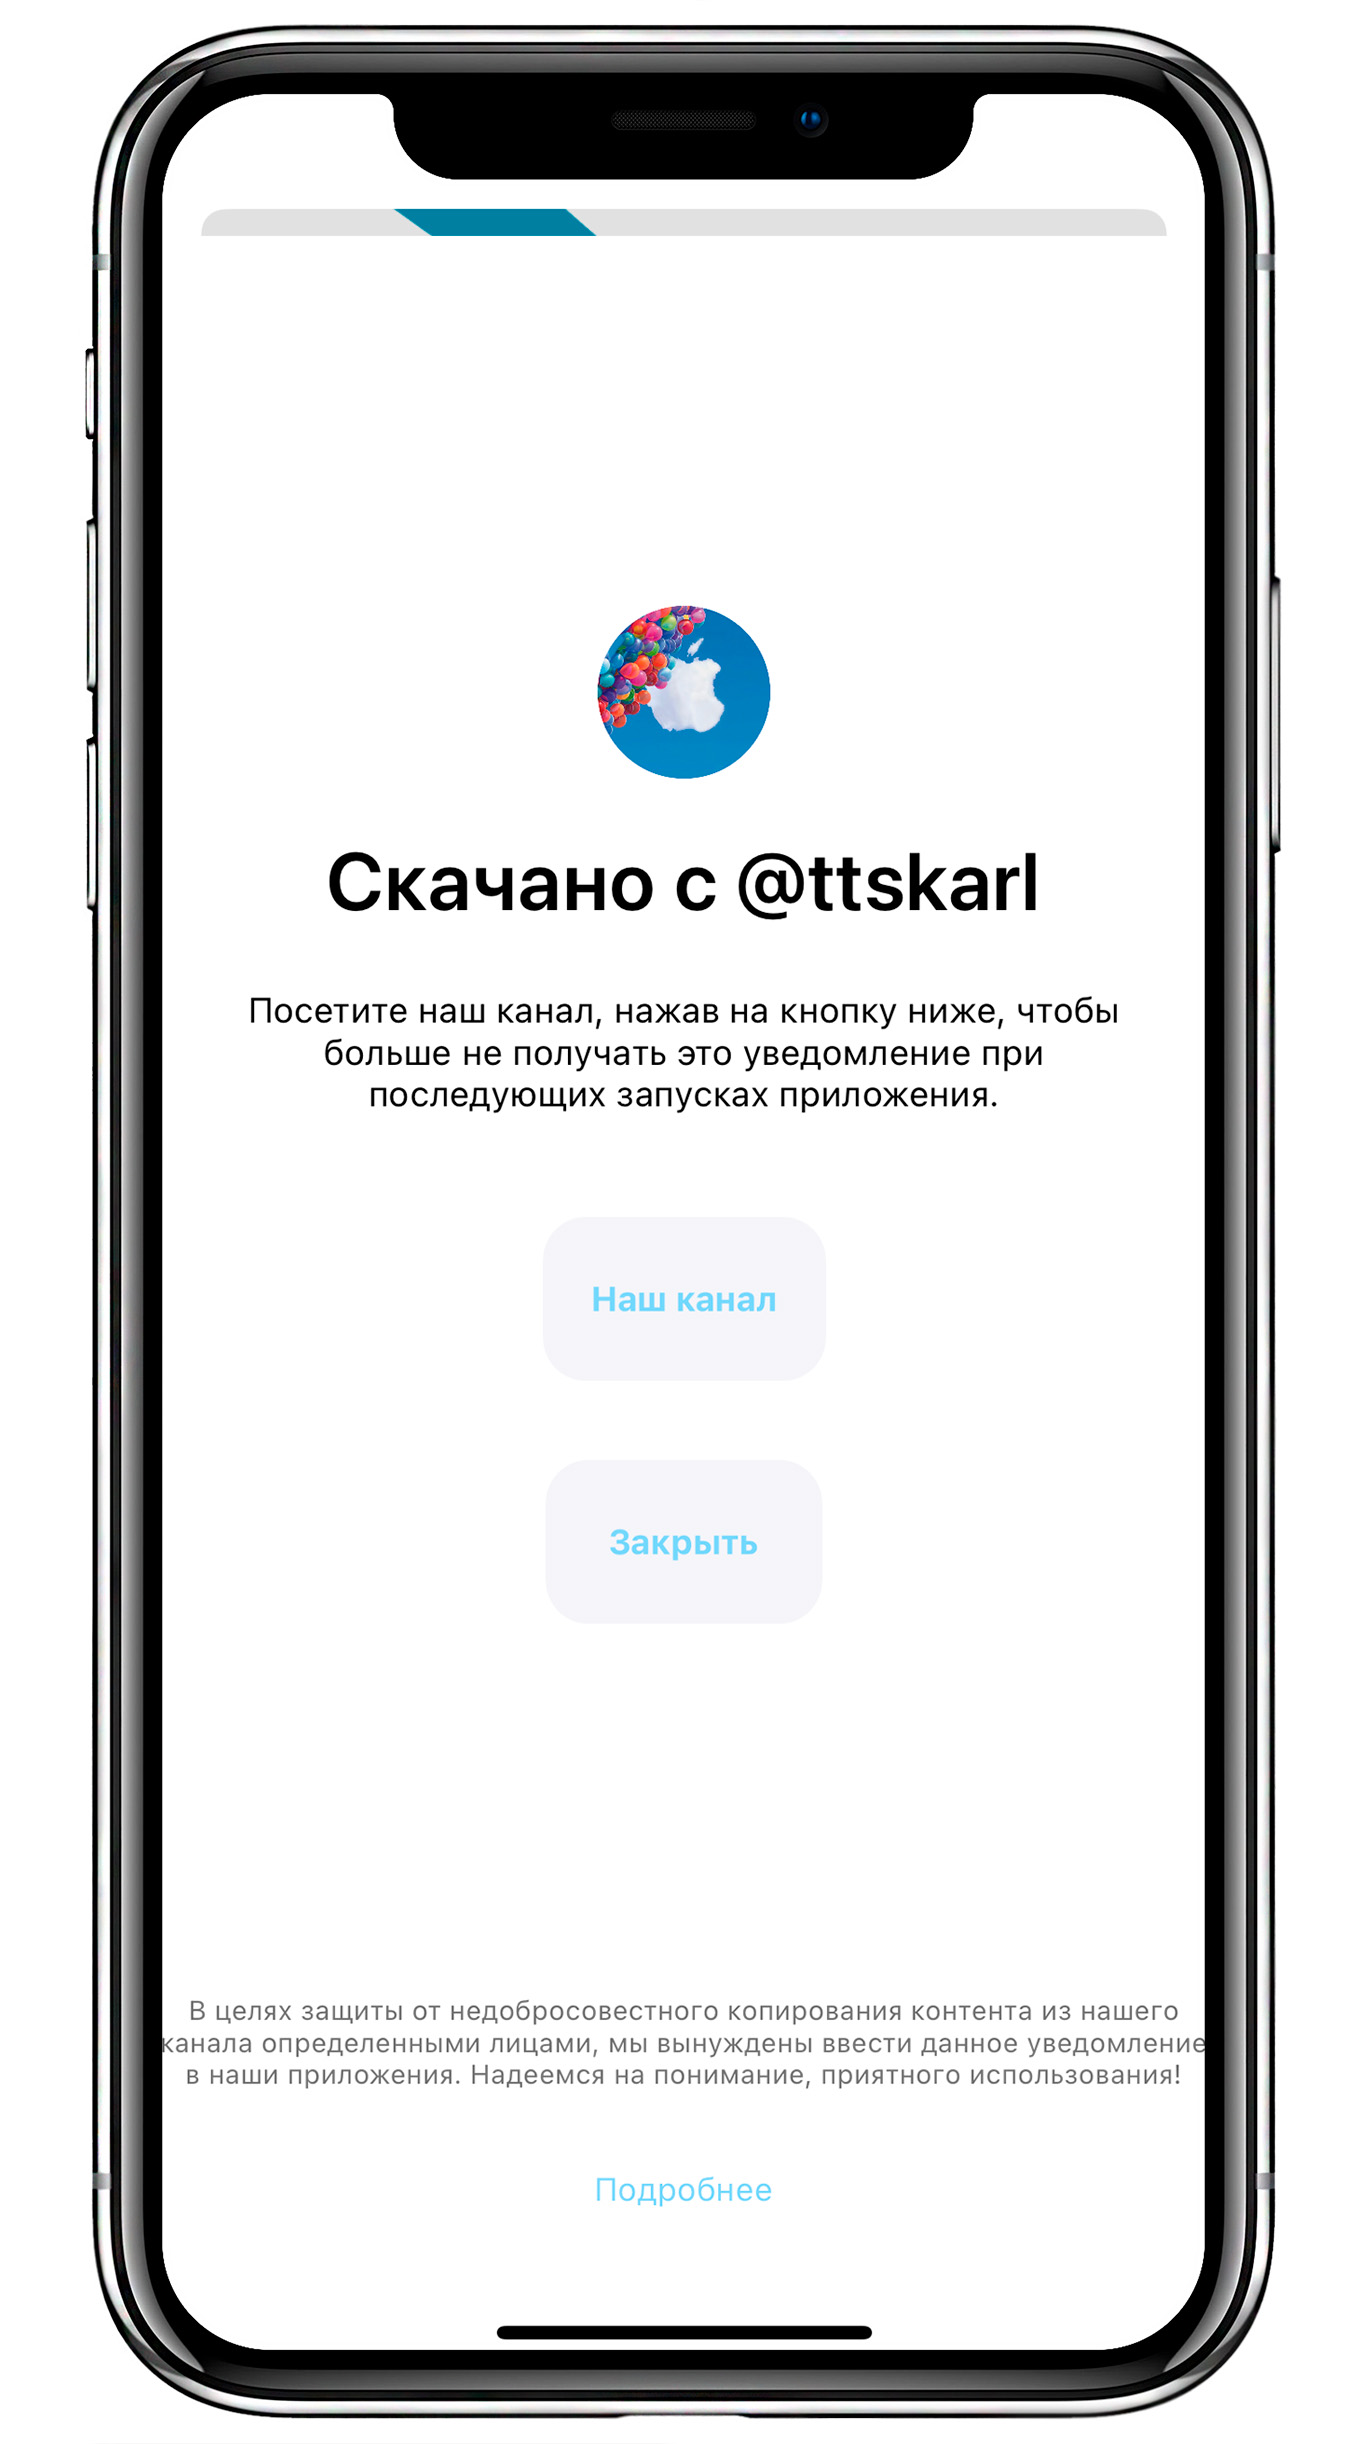 Скачано с @ttskarl
Посетите наш канал, нажав на кнопку ниже, чтобы
больше не получать это уведомление при
последующих запусках приложения.
Наш канал
Закрыть
В целях защиты от недобросовестного копирования контента из нашего
канала определенными лицами, мы вынуждены ввести данное уведомление
в наши приложения. Надеемся на понимание, приятного использования!
Подробнее